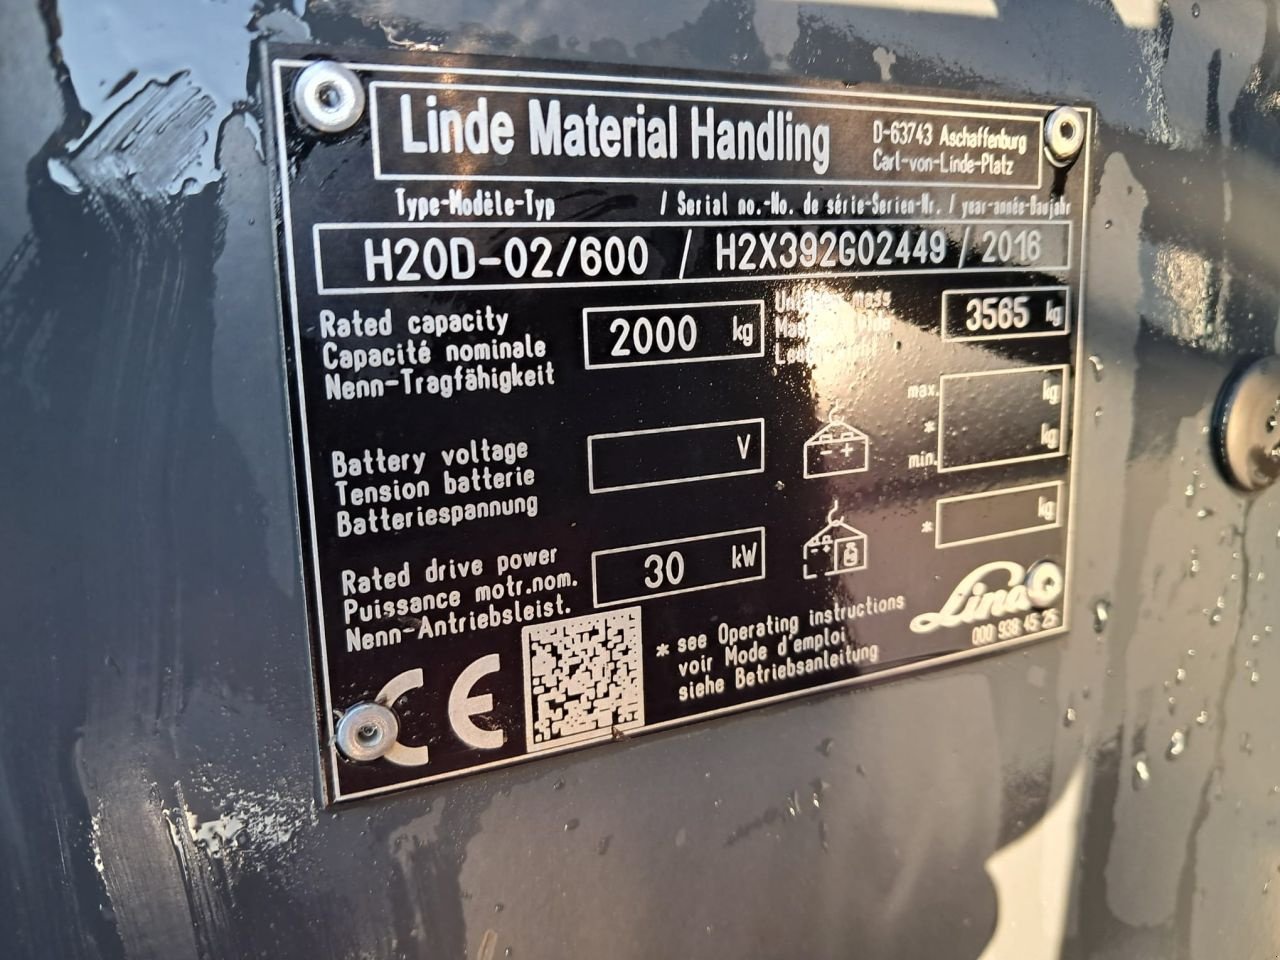 Linde Material Handling
D-63743 Aschaffenburg
Carl-von-Linde-Platz
Type-Modèle-Typ / Serial no.-No. de série-Serien-Nr. / year-année-Baujahr
H20D-02/600 / H2X392G02449 / 2016
Rated capacity
Capacité nominale
Nenn-Tragfähigkeit
2000 kg
mass
3565 kg
max. kg
* kg
min.
Battery voltage
Tension batterie
Batteriespannung
V
- +
* kg
Rated drive power
Puissance motr.nom.
Nenn-Antriebsleist.
30 kW
- +
kg
CE
* see Operating instructions
voir Mode d'emploi
siehe Betriebsanleitung
Linde
000 938 45 25